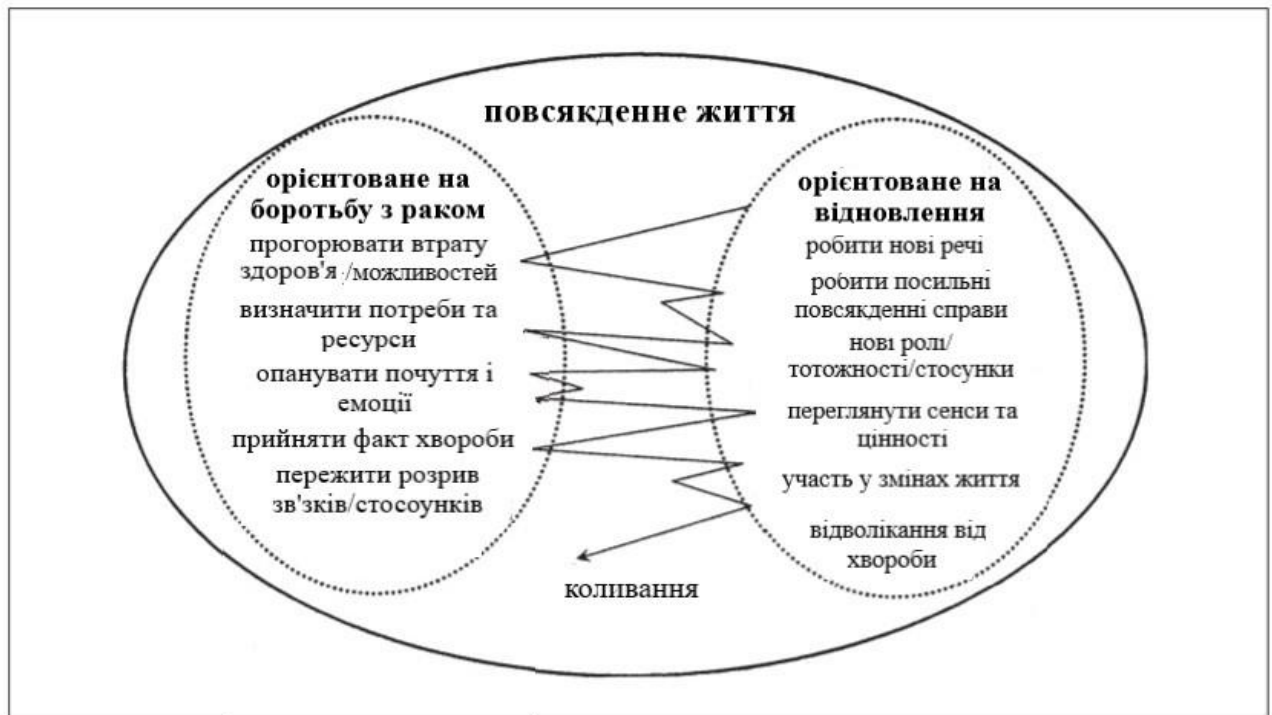 повсякденне життя
орієнтоване на
боротьбу з раком
прогорювати втрату
здоров'я /можливостей
визначити потреби та
ресурси
опанувати почуття і
емоції
прийняти факт хвороби
пережити розрив
зв'язків/стосоунків
орієнтоване на
відновлення
робити нові речі
робити посильні
повсякденні справи
нові ролі/
тотожності/стосунки
переглянути сенси та
цінності
участь у змінах життя
відволікання від
хвороби
коливання